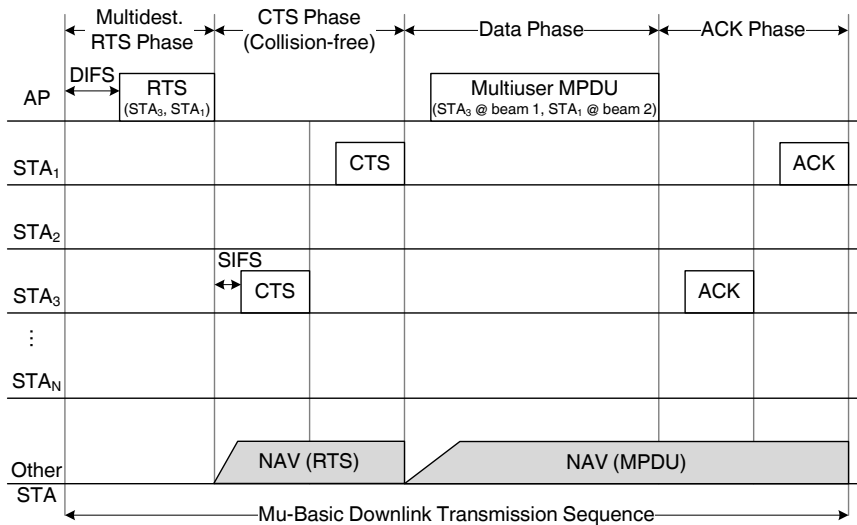 Multidest.
RTS Phase
CTS Phase
(Collision-free)
Data Phase
ACK Phase
DIFS
AP
RTS
(STA₃, STA₁)
Multiuser MPDU
(STA₃ @ beam 1, STA₁ @ beam 2)
STA₁
CTS
ACK
STA₂
SIFS
STA₃
CTS
ACK
⋮
STA_N
Other
STA
NAV (RTS)
NAV (MPDU)
Mu-Basic Downlink Transmission Sequence